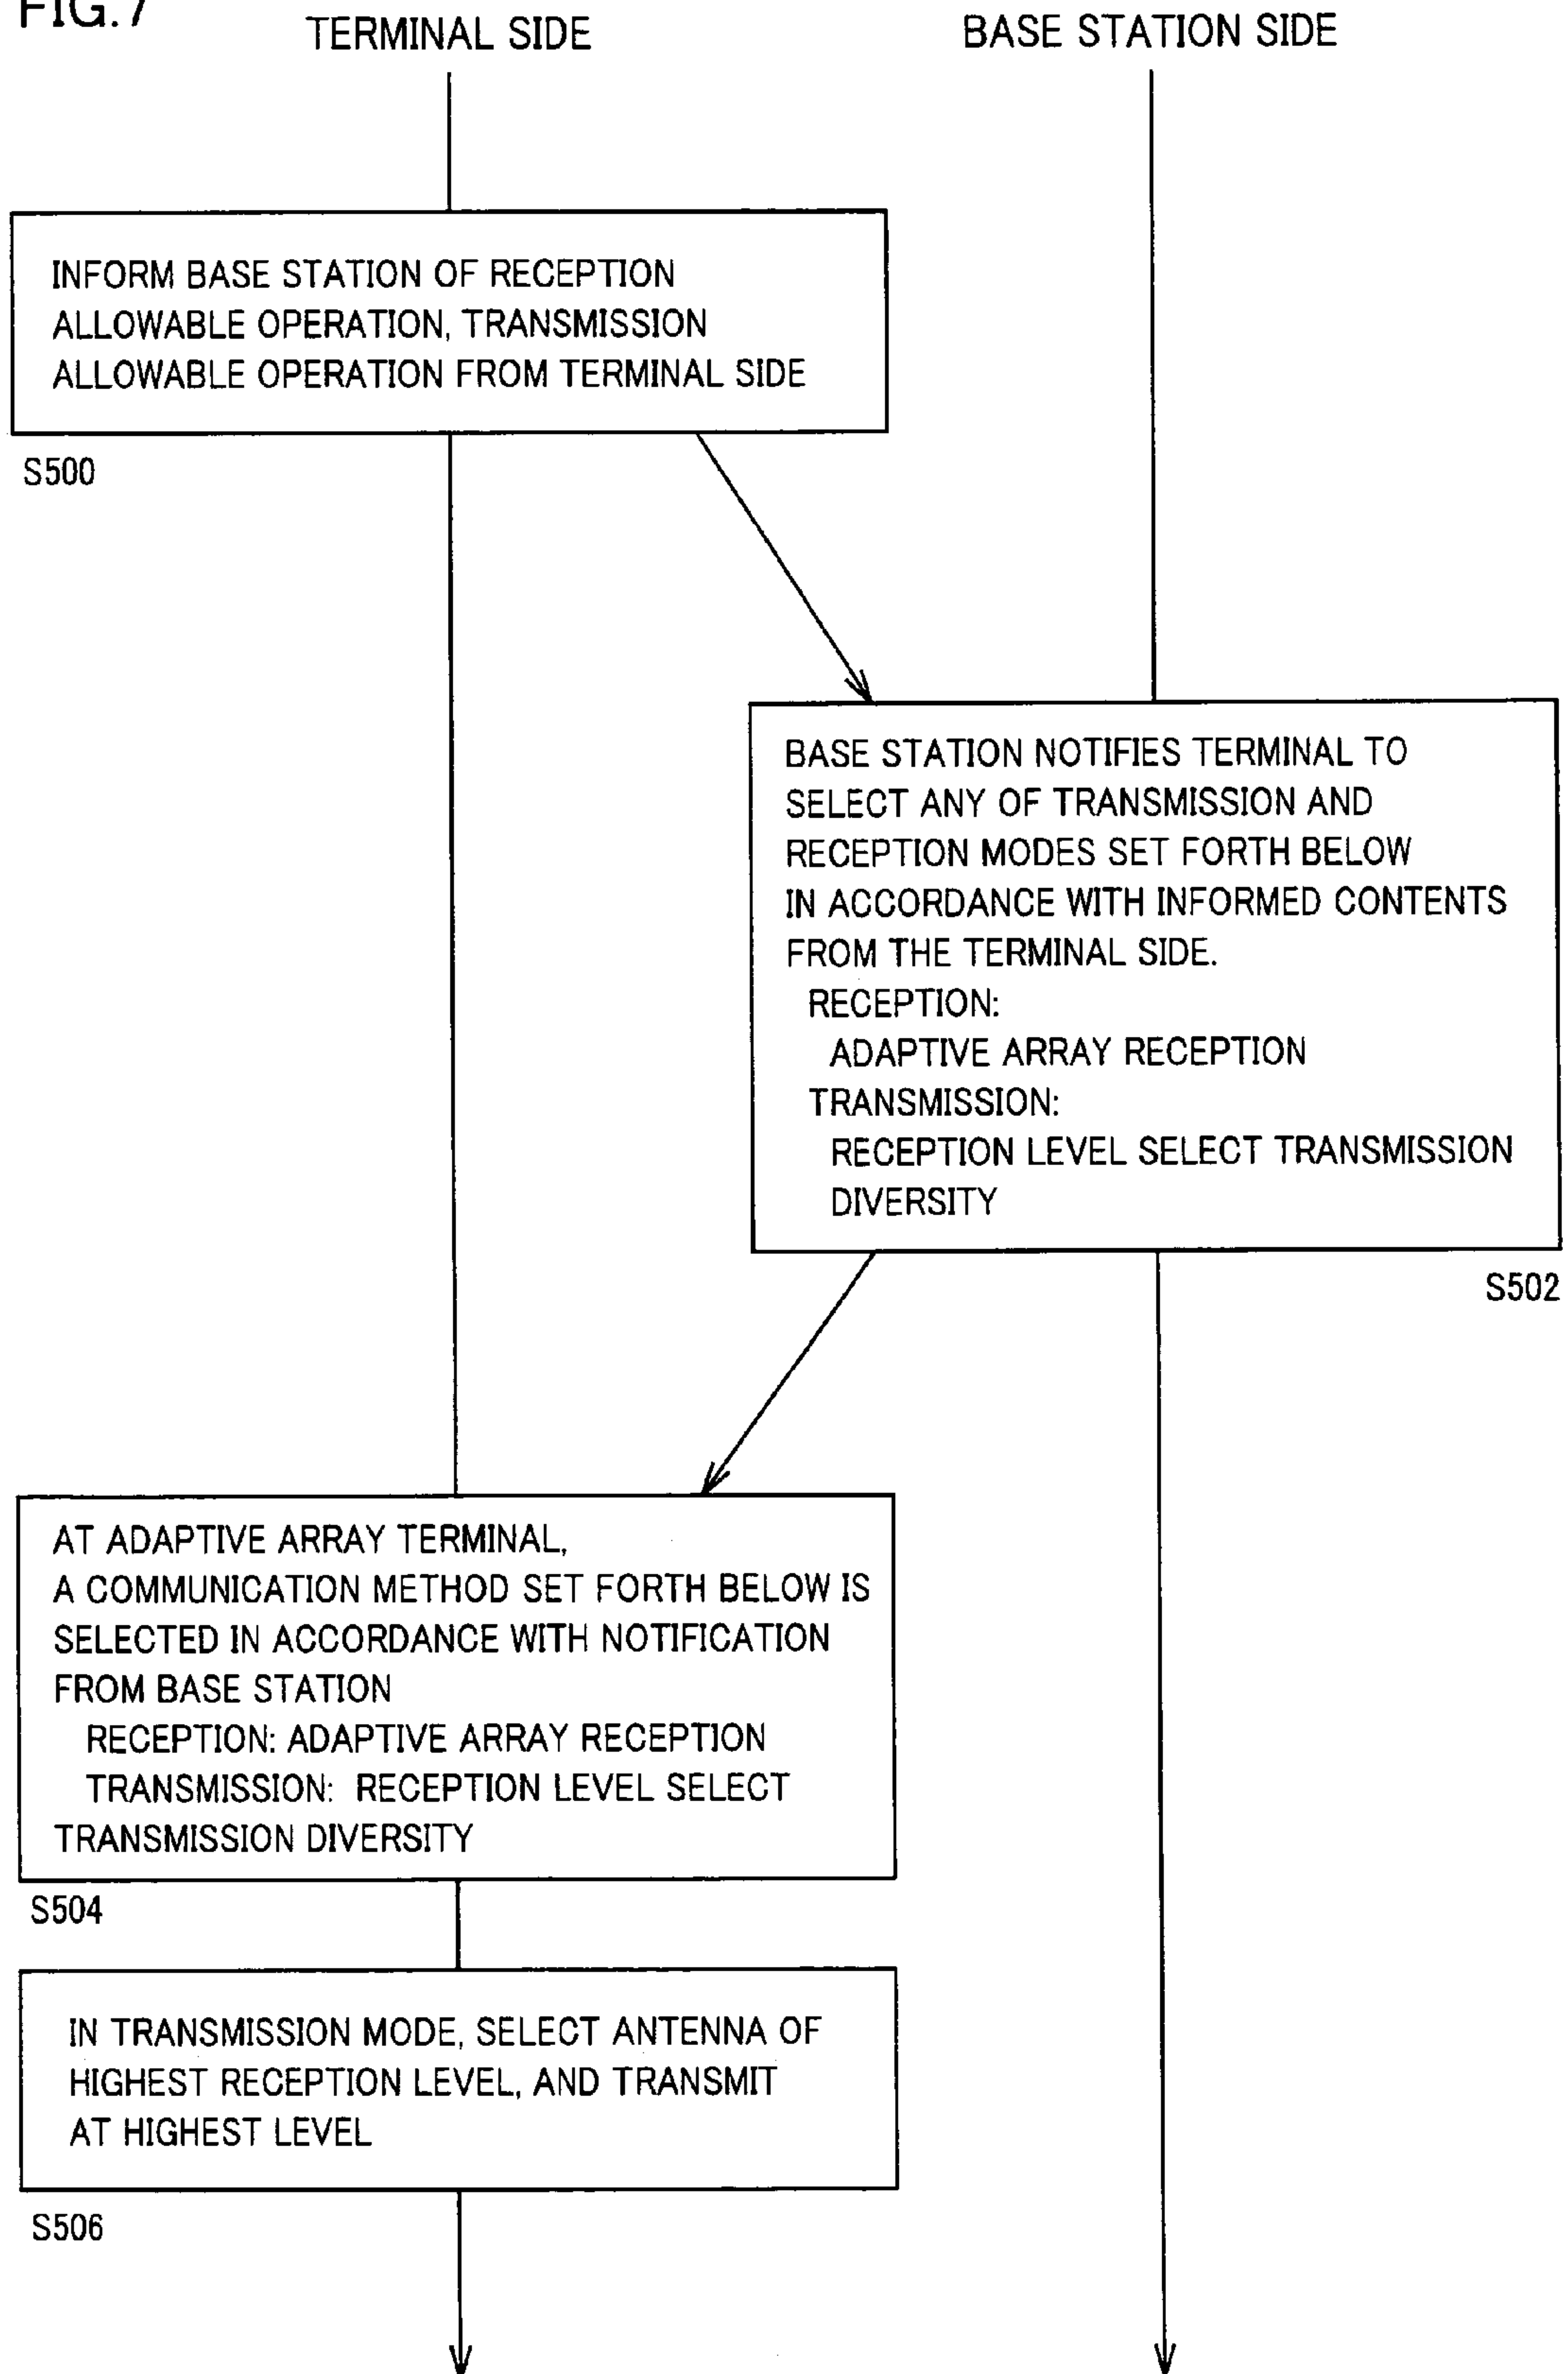 FIG.7
TERMINAL SIDE
BASE STATION SIDE
INFORM BASE STATION OF RECEPTION
ALLOWABLE OPERATION, TRANSMISSION
ALLOWABLE OPERATION FROM TERMINAL SIDE
S500
BASE STATION NOTIFIES TERMINAL TO
SELECT ANY OF TRANSMISSION AND
RECEPTION MODES SET FORTH BELOW
IN ACCORDANCE WITH INFORMED CONTENTS
FROM THE TERMINAL SIDE.
RECEPTION:
ADAPTIVE ARRAY RECEPTION
TRANSMISSION:
RECEPTION LEVEL SELECT TRANSMISSION
DIVERSITY
S502
AT ADAPTIVE ARRAY TERMINAL,
A COMMUNICATION METHOD SET FORTH BELOW IS
SELECTED IN ACCORDANCE WITH NOTIFICATION
FROM BASE STATION
RECEPTION: ADAPTIVE ARRAY RECEPTION
TRANSMISSION: RECEPTION LEVEL SELECT
TRANSMISSION DIVERSITY
S504
IN TRANSMISSION MODE, SELECT ANTENNA OF
HIGHEST RECEPTION LEVEL, AND TRANSMIT
AT HIGHEST LEVEL
S506